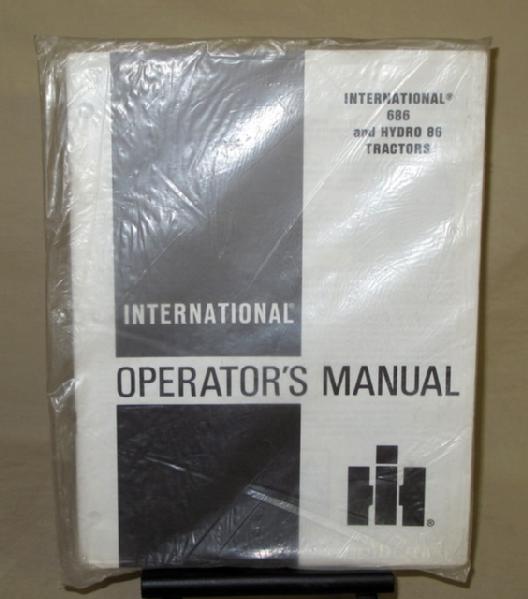 INTERNATIONAL®
686
and HYDRO 86
TRACTORS
INTERNATIONAL®
OPERATOR'S MANUAL
IH®